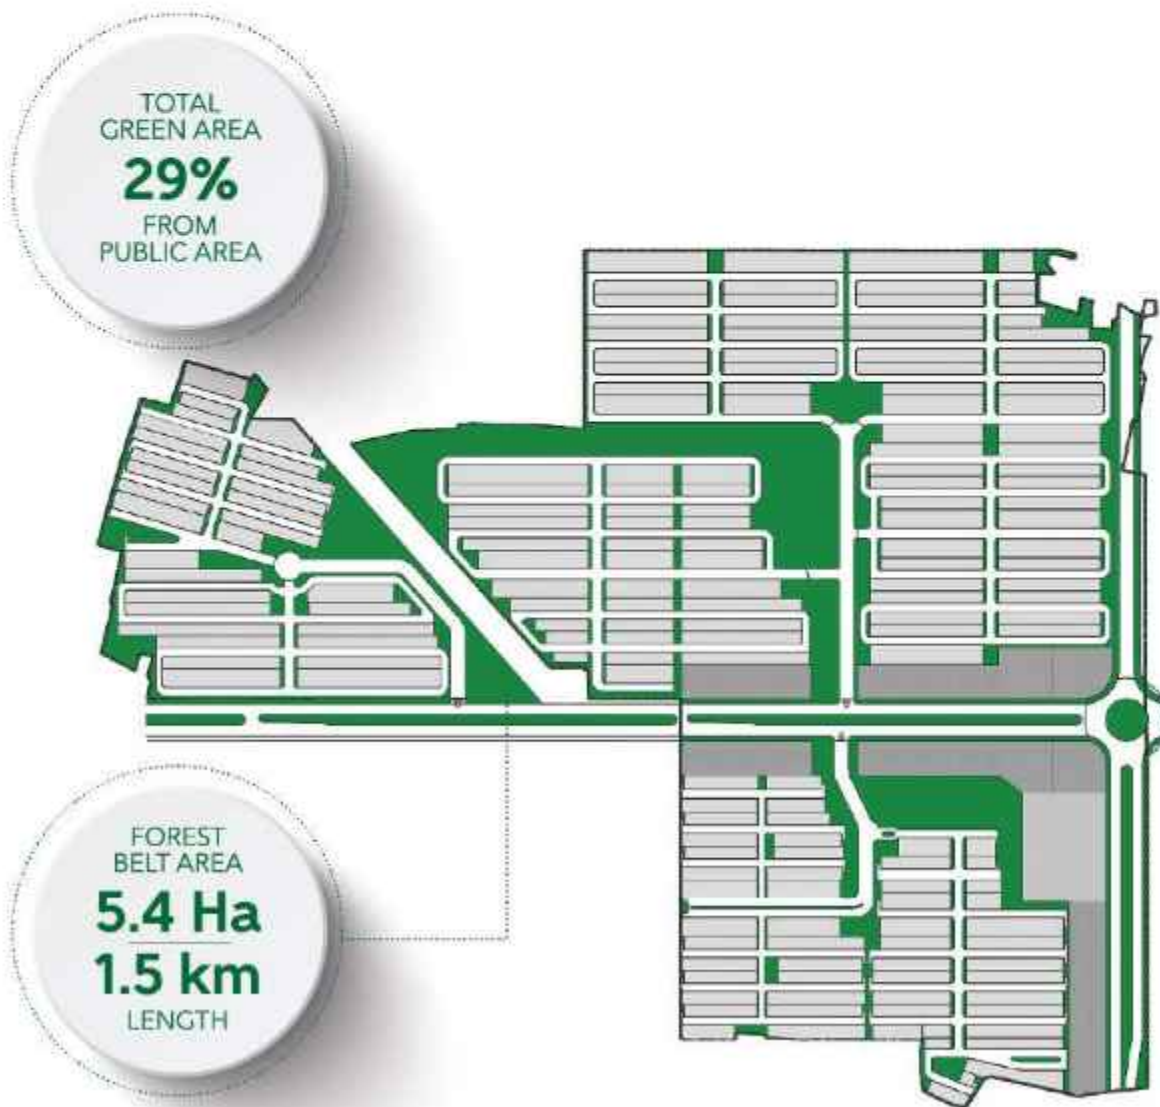 TOTAL
GREEN AREA
29%
FROM
PUBLIC AREA
FOREST
BELT AREA
5.4 Ha
1.5 km
LENGTH